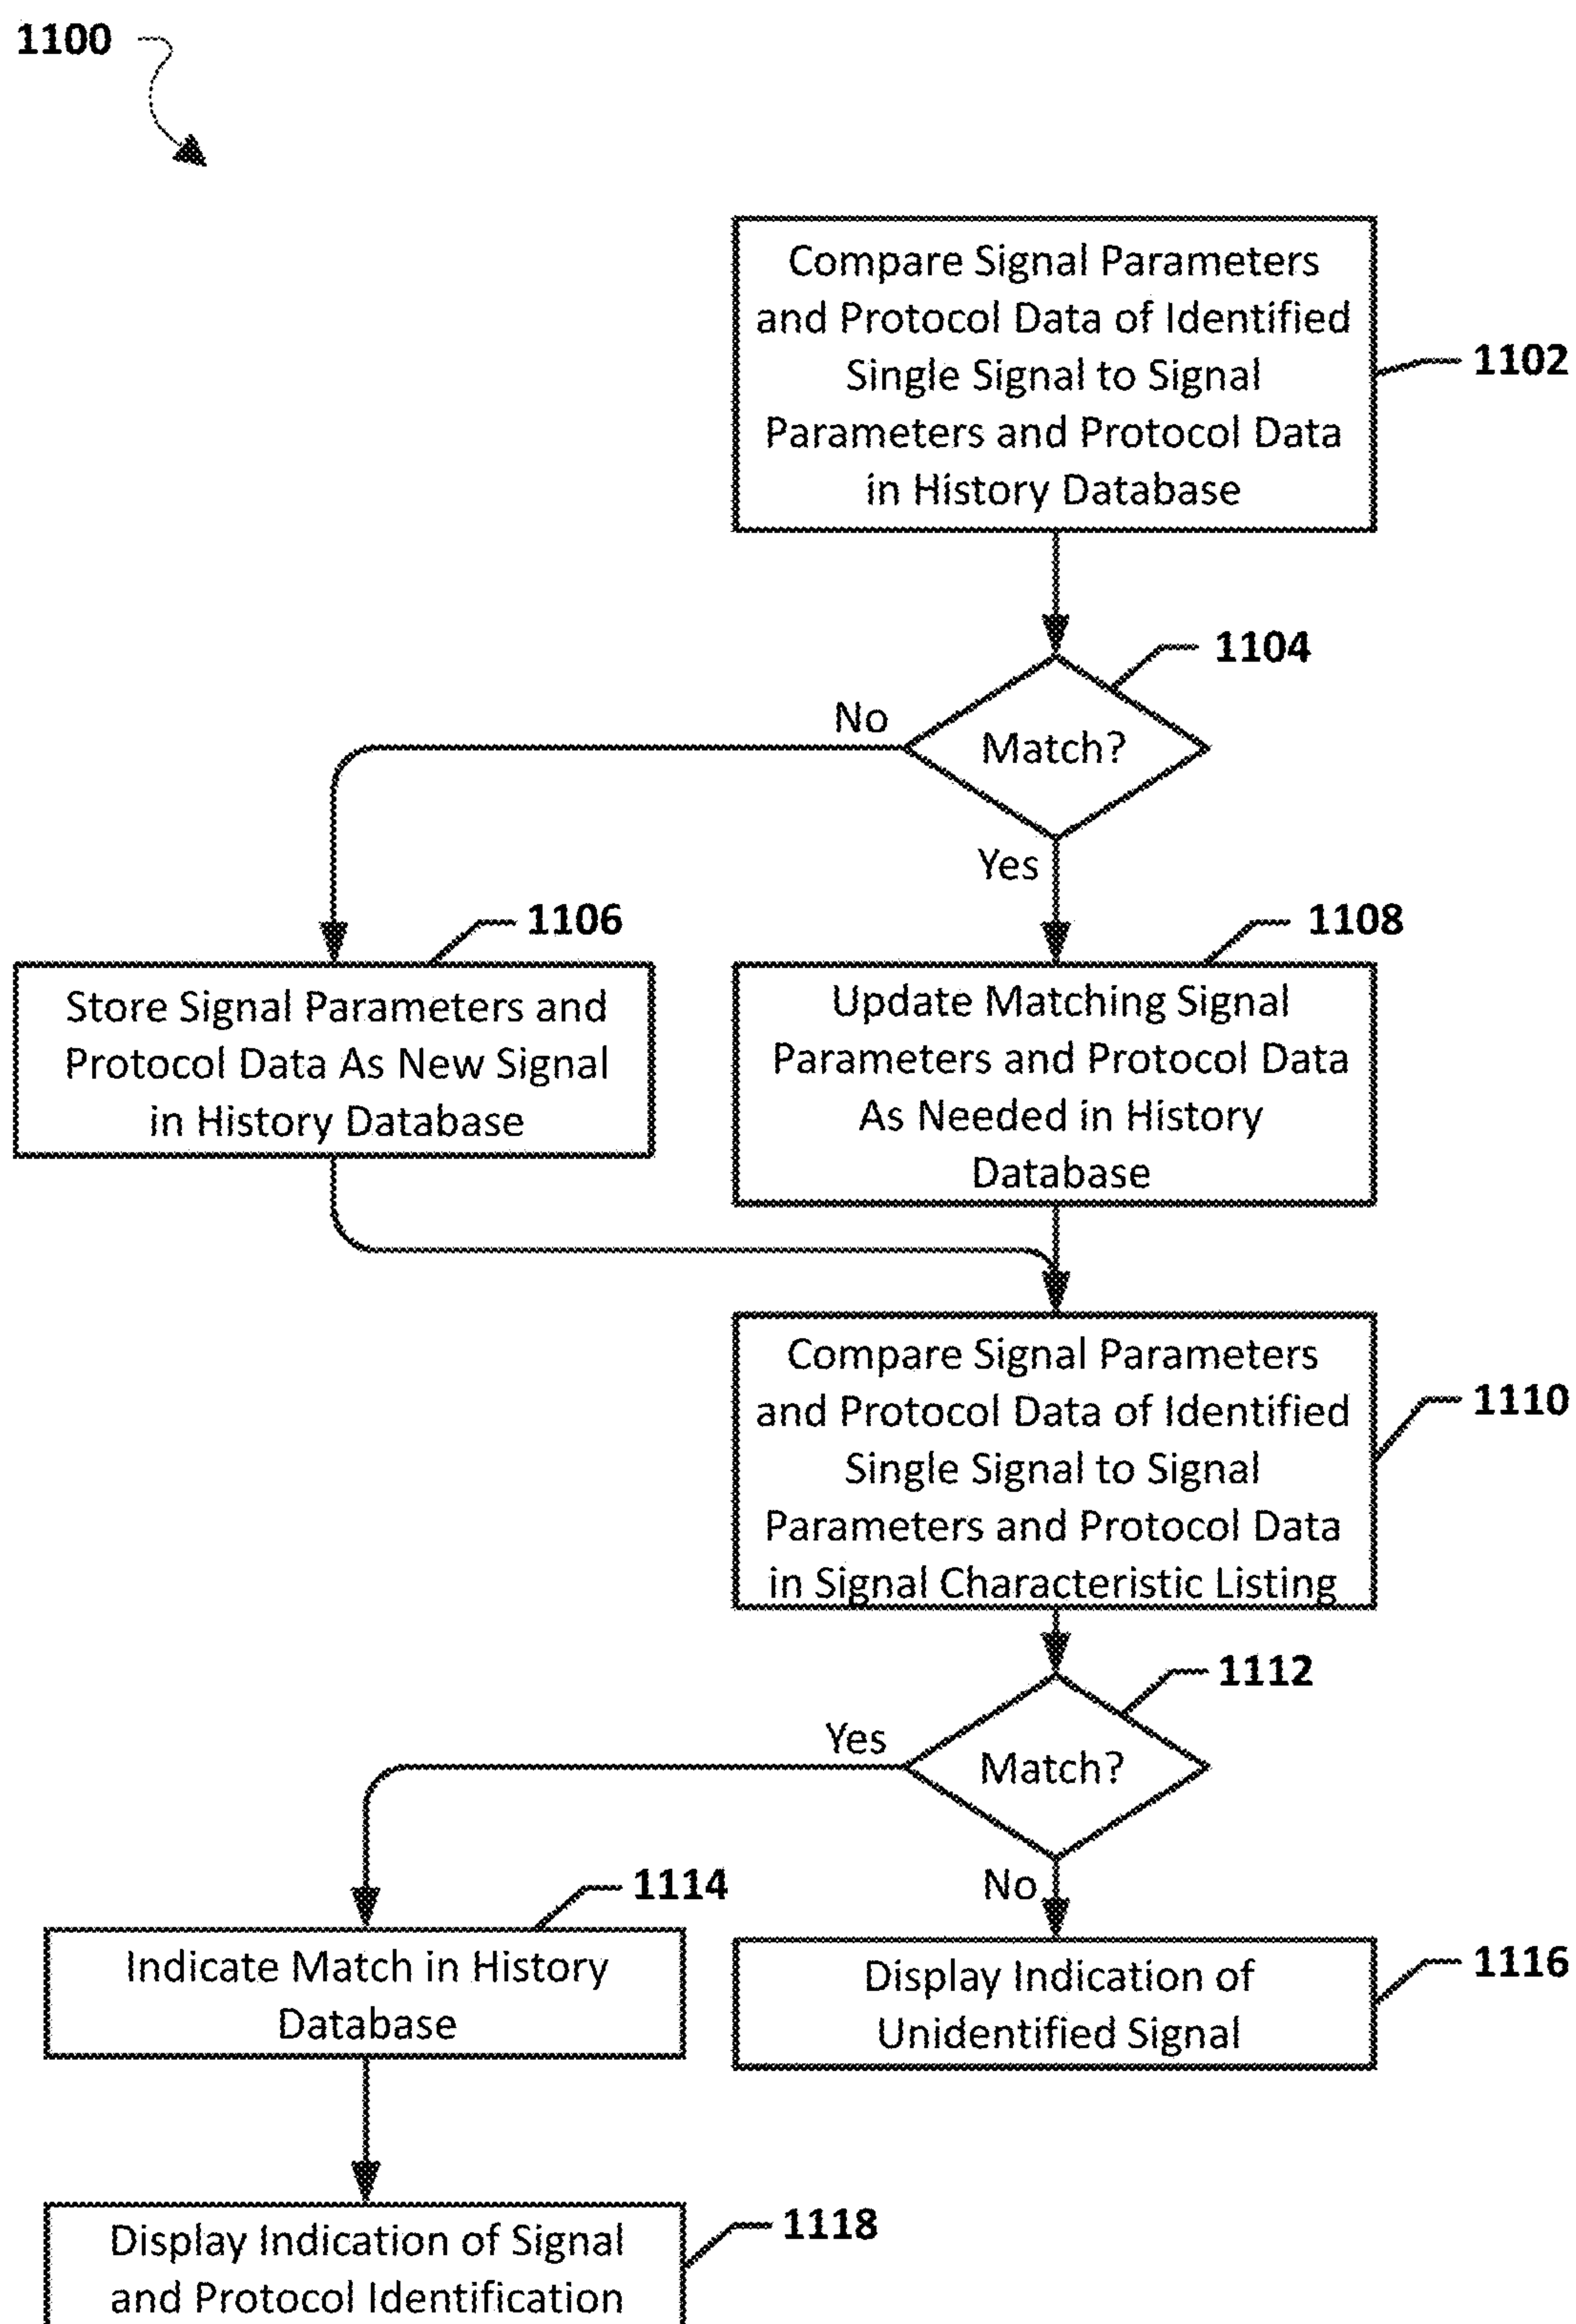 1100
Compare Signal Parameters
and Protocol Data of Identified
Single Signal to Signal
Parameters and Protocol Data
in History Database
1102
1104
Match?
No
Yes
1106
Store Signal Parameters and
Protocol Data As New Signal
in History Database
1108
Update Matching Signal
Parameters and Protocol Data
As Needed in History
Database
Compare Signal Parameters
and Protocol Data of Identified
Single Signal to Signal
Parameters and Protocol Data
in Signal Characteristic Listing
1110
1112
Match?
Yes
No
1114
Indicate Match in History
Database
Display Indication of
Unidentified Signal
1116
Display Indication of Signal
and Protocol Identification
1118